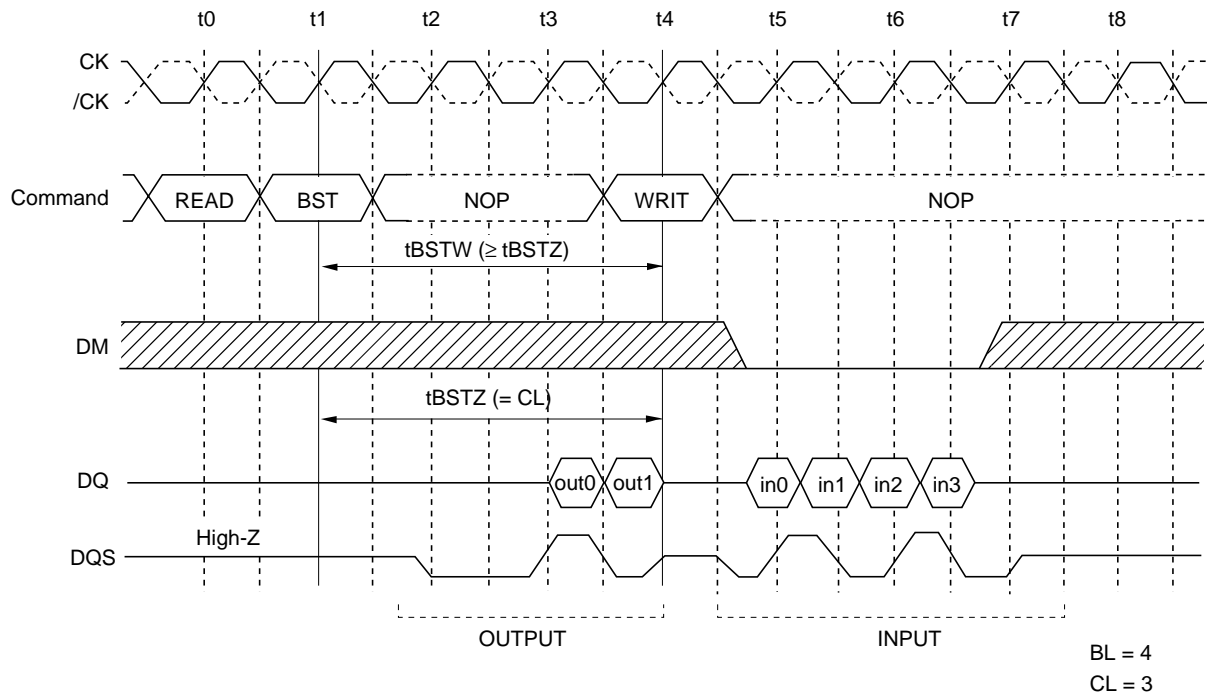 t0 t1 t2 t3 t4 t5 t6 t7 t8
CK
/CK
Command READ BST NOP WRIT NOP
tBSTW (≥ tBSTZ)
DM
tBSTZ (= CL)
DQ out0 out1 in0 in1 in2 in3
High-Z
DQS
OUTPUT INPUT
BL = 4
CL = 3